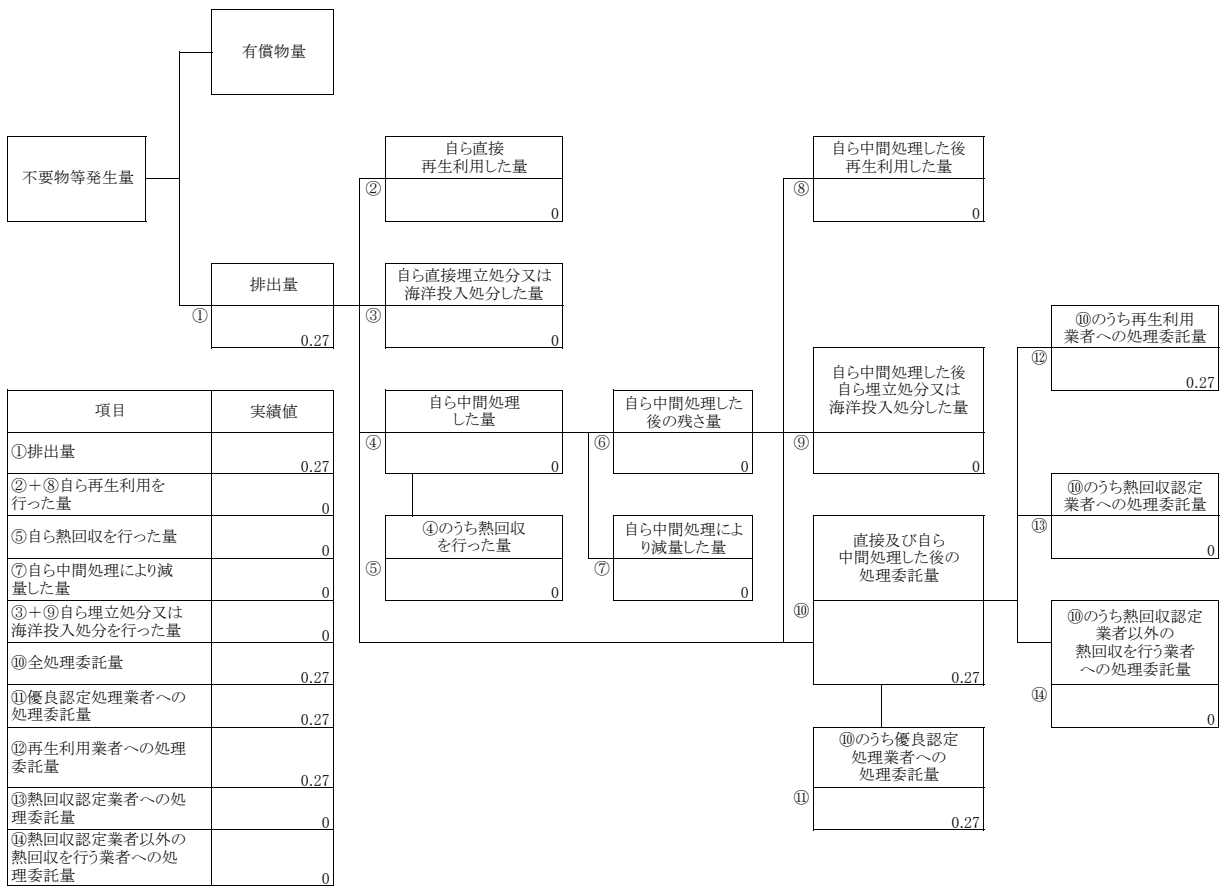 有償物量
不要物等発生量
排出量
①
0.27
自ら直接
再生利用した量
②
0
自ら直接埋立処分又は
海洋投入処分した量
③
0
自ら中間処理
した量
④
0
④のうち熱回収
を行った量
⑤
0
自ら中間処理した
後の残さ量
⑥
0
自ら中間処理によ
り減量した量
⑦
0
自ら中間処理した後
再生利用した量
⑧
0
自ら中間処理した後
自ら埋立処分又は
海洋投入処分した量
⑨
0
直接及び自ら
中間処理した後の
処理委託量
⑩
0.27
⑩のうち優良認定
処理業者への
処理委託量
⑪
0.27
⑩のうち再生利用
業者への処理委託量
⑫
0.27
⑩のうち熱回収認定
業者への処理委託量
⑬
0
⑩のうち熱回収認定
業者以外の
熱回収を行う業者
への処理委託量
⑭
0
項目 実績値
①排出量
0.27
②+⑧自ら再生利用を
行った量
0
⑤自ら熱回収を行った量
0
⑦自ら中間処理により減
量した量
0
③+⑨自ら埋立処分又は
海洋投入処分を行った量
0
⑩全処理委託量
0.27
⑪優良認定処理業者への
処理委託量
0.27
⑫再生利用業者への処理
委託量
0.27
⑬熱回収認定業者への処
理委託量
0
⑭熱回収認定業者以外の
熱回収を行う業者への処
理委託量
0